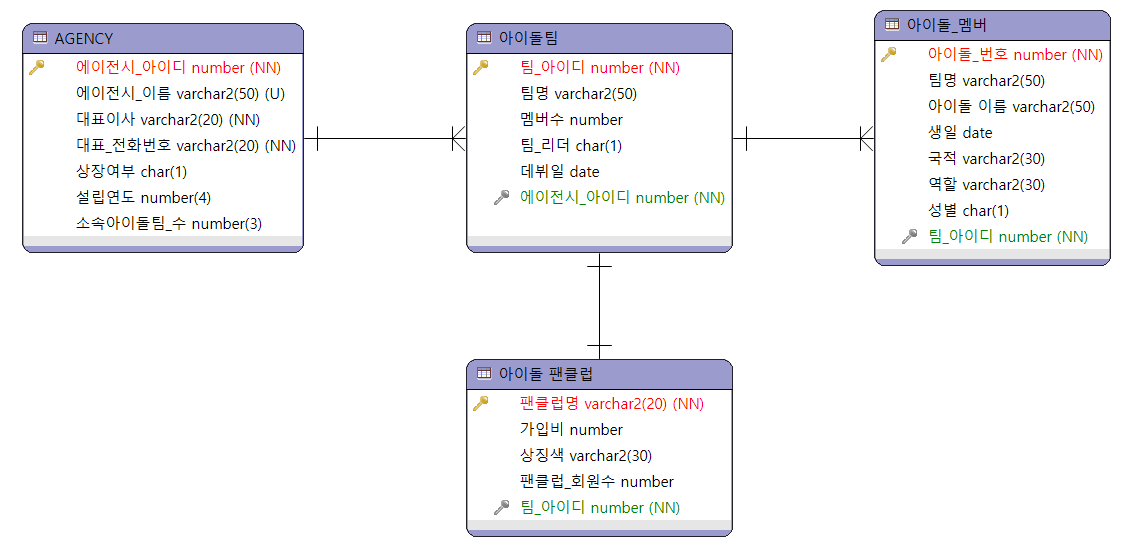 AGENCY
에이전시_아이디 number (NN)
에이전시_이름 varchar2(50) (U)
대표이사 varchar2(20) (NN)
대표_전화번호 varchar2(20) (NN)
상장여부 char(1)
설립연도 number(4)
소속아이돌팀_수 number(3)
아이돌팀
팀_아이디 number (NN)
팀명 varchar2(50)
멤버수 number
팀_리더 char(1)
데뷔일 date
에이전시_아이디 number (NN)
아이돌_멤버
아이돌_번호 number (NN)
팀명 varchar2(50)
아이돌 이름 varchar2(50)
생일 date
국적 varchar2(30)
역할 varchar2(30)
성별 char(1)
팀_아이디 number (NN)
아이돌 팬클럽
팬클럽명 varchar2(20) (NN)
가입비 number
상징색 varchar2(30)
팬클럽_회원수 number
팀_아이디 number (NN)